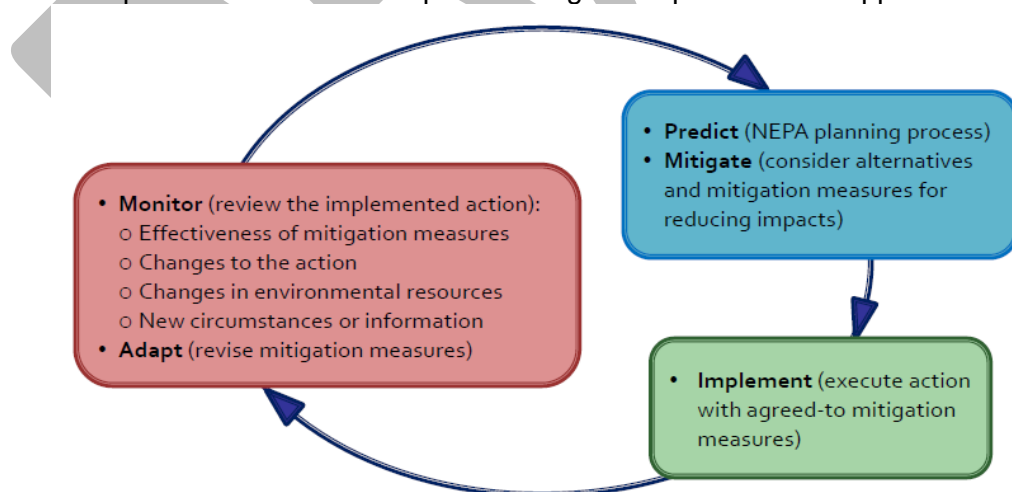 • Predict (NEPA planning process)
• Mitigate (consider alternatives
and mitigation measures for
reducing impacts)
• Monitor (review the implemented action):
o Effectiveness of mitigation measures
o Changes to the action
o Changes in environmental resources
o New circumstances or information
• Adapt (revise mitigation measures)
• Implement (execute action
with agreed-to mitigation
measures)